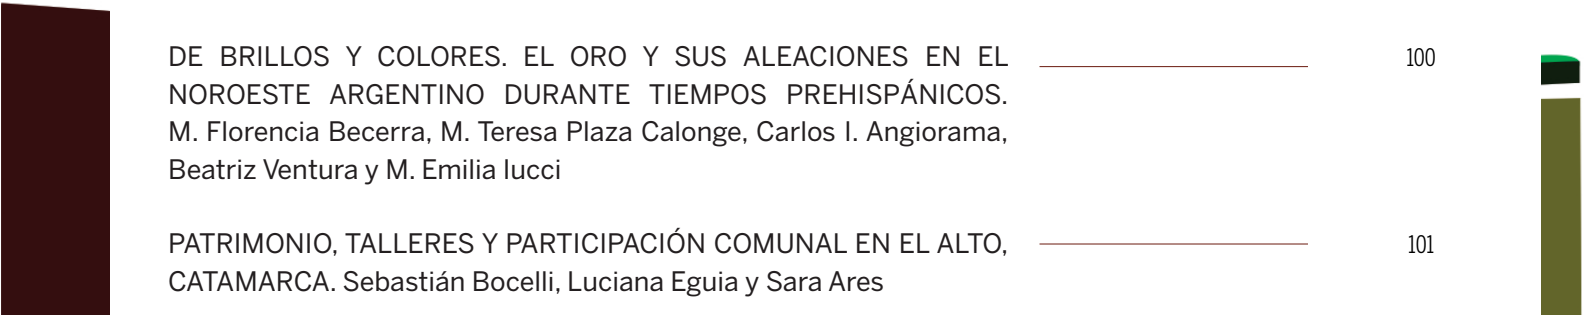 DE BRILLOS Y COLORES. EL ORO Y SUS ALEACIONES EN EL 100
NOROESTE ARGENTINO DURANTE TIEMPOS PREHISPÁNICOS.
M. Florencia Becerra, M. Teresa Plaza Calonge, Carlos I. Angiorama,
Beatriz Ventura y M. Emilia Iucci
PATRIMONIO, TALLERES Y PARTICIPACIÓN COMUNAL EN EL ALTO, 101
CATAMARCA. Sebastián Bocelli, Luciana Eguia y Sara Ares